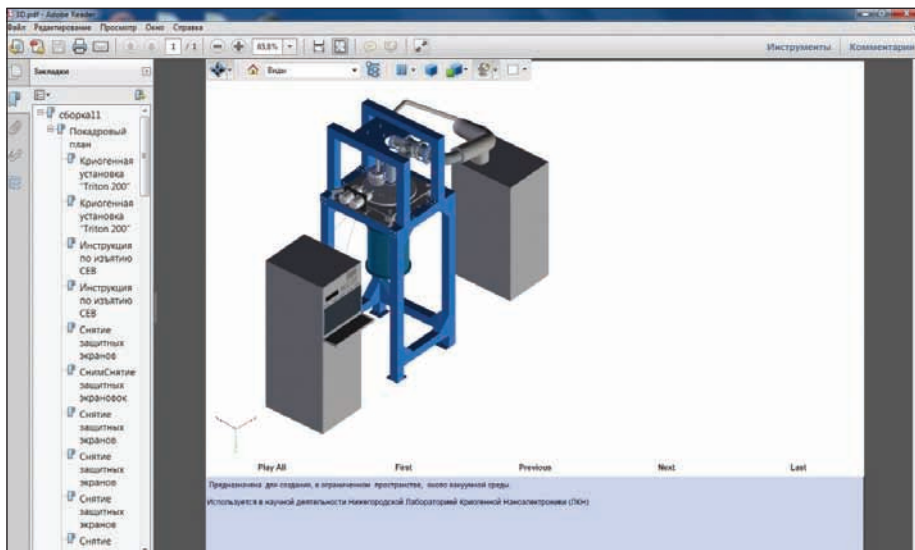 3D.pdf - Adobe Reader
Файл Редактирование Просмотр Окно Справка
1 / 1 83,8% Инструменты Комментарии
Закладки
Виды
сборка11
Покадровый
план
Криогенная
установка
"Triton 200"
Криогенная
установка
"Triton 200"
Инструкция
по изъятию
СЕВ
Инструкция
по изъятию
СЕВ
Снятие
защитных
экранов
СнимСнятие
защитных
экрановок
Снятие
защитных
экранов
Снятие
защитных
экранов
Снятие
защитных
экранов
Снятие
Play All First Previous Next Last
Предназначена для создания, в ограниченном пространстве, около вакуумной среды.
Используется в научной деятельности Нижегородской Лабораторией Криогенной Наноэлектроники (ЛКН)